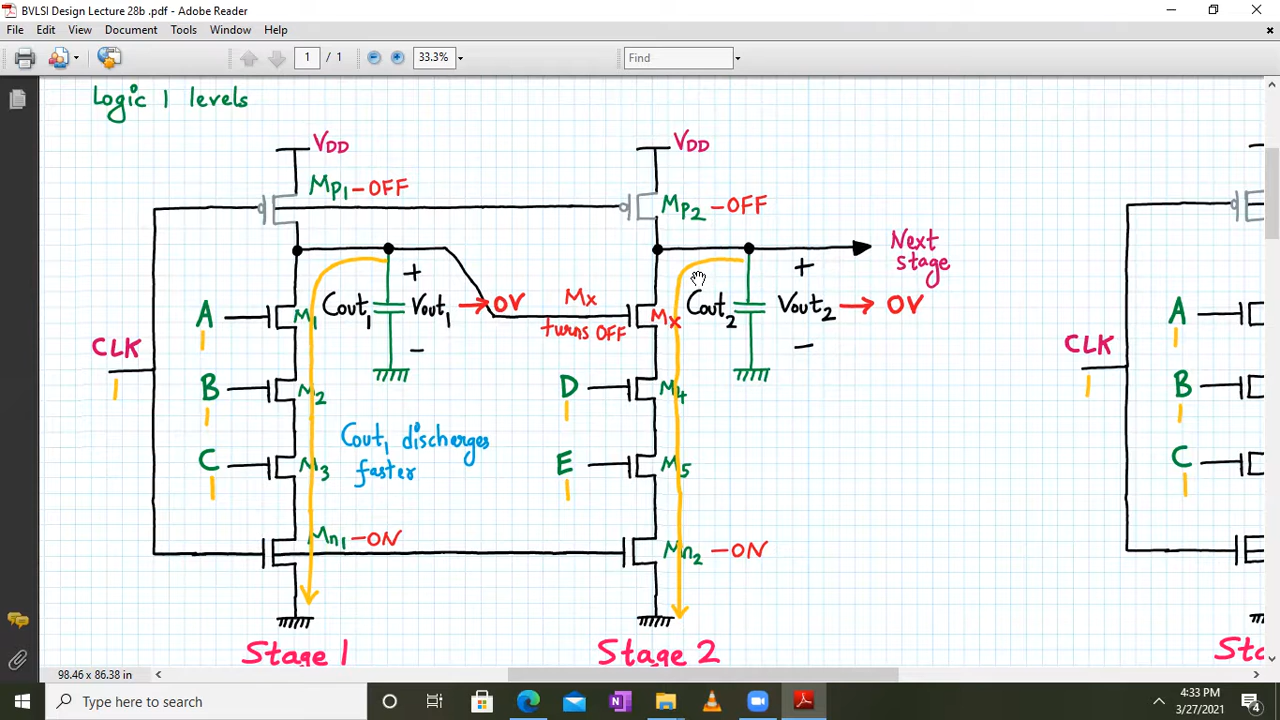 BVLSI Design Lecture 28b .pdf - Adobe Reader
File Edit View Document Tools Window Help
1 / 1 33.3% Find
Logic 1 levels
VDD VDD
Mp1 - OFF Mp2 - OFF
Next
stage
A M1 Cout1 + Vout1 - → 0V
Mx
turns OFF
Mx Cout2 + Vout2 - → 0V
A
1
CLK
1
B M2
1
D M4
1
CLK
1
B
1
Cout1 discharges
faster
C M3
1
E M5
1
C
1
Mn1 - ON Mn2 - ON
Stage 1 Stage 2 Sta
98.46 x 86.38 in
Type here to search
4:33 PM
3/27/2021
4